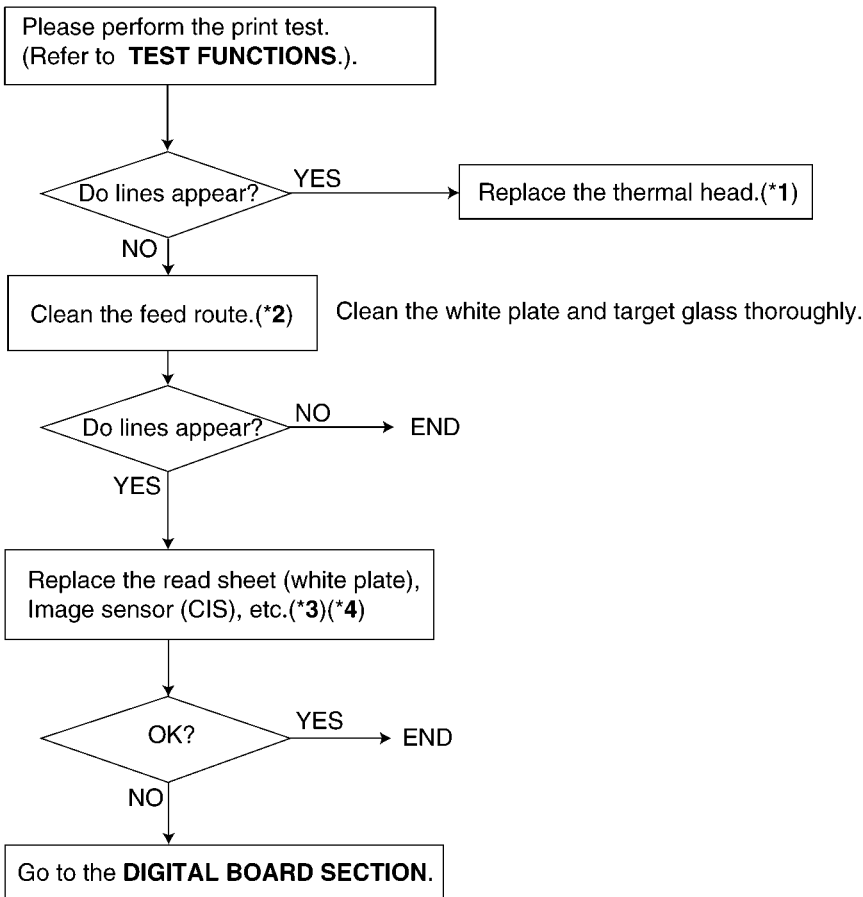 Please perform the print test.
(Refer to TEST FUNCTIONS.).
Do lines appear?
YES
Replace the thermal head.(*1)
NO
Clean the feed route.(*2)
Clean the white plate and target glass thoroughly.
Do lines appear?
NO
END
YES
Replace the read sheet (white plate),
Image sensor (CIS), etc.(*3)(*4)
OK?
YES
END
NO
Go to the DIGITAL BOARD SECTION.